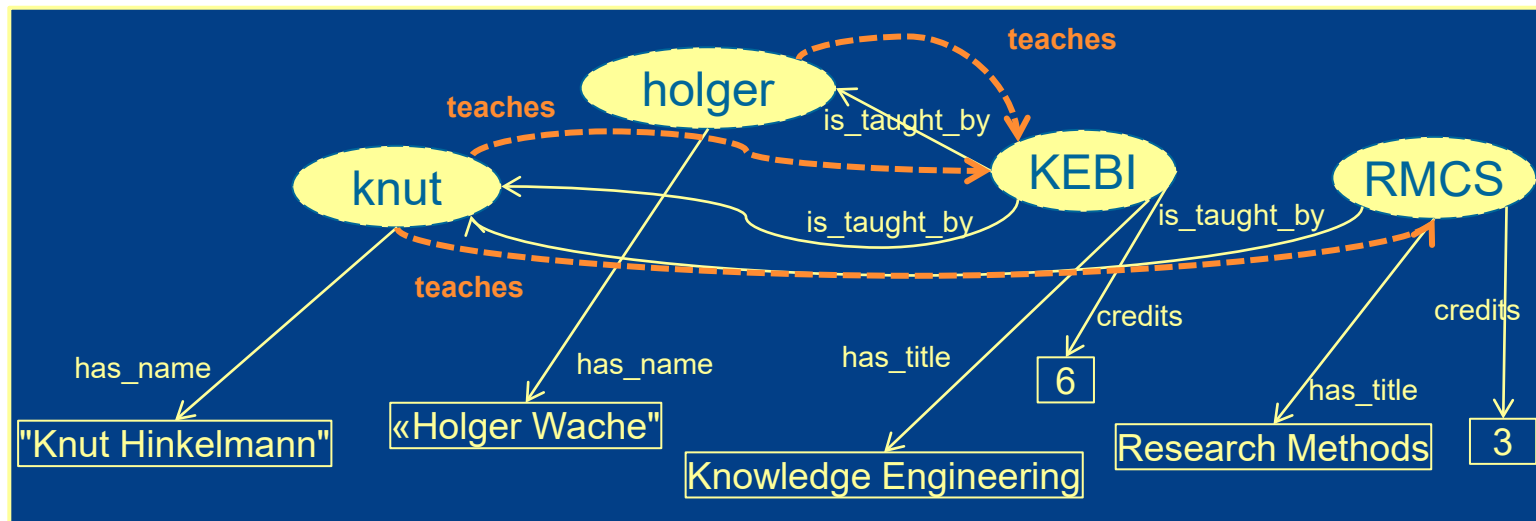 teaches
holger
teaches
is_taught_by
knut
KEBI
RMCS
is_taught_by
is_taught_by
teaches
credits
credits
has_title
has_name
has_name
has_title
6
"Knut Hinkelmann"
«Holger Wache"
Knowledge Engineering
Research Methods
3